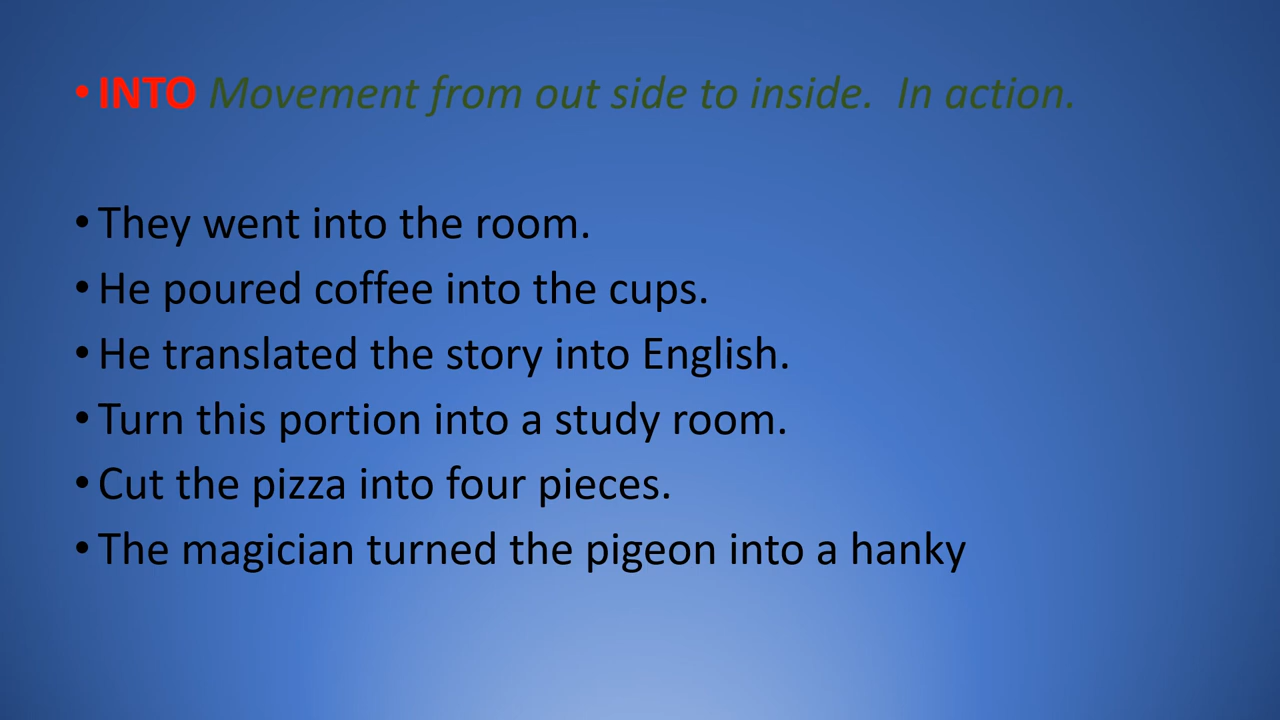 • INTO Movement from out side to inside.  In action.
• They went into the room.
• He poured coffee into the cups.
• He translated the story into English.
• Turn this portion into a study room.
• Cut the pizza into four pieces.
• The magician turned the pigeon into a hanky